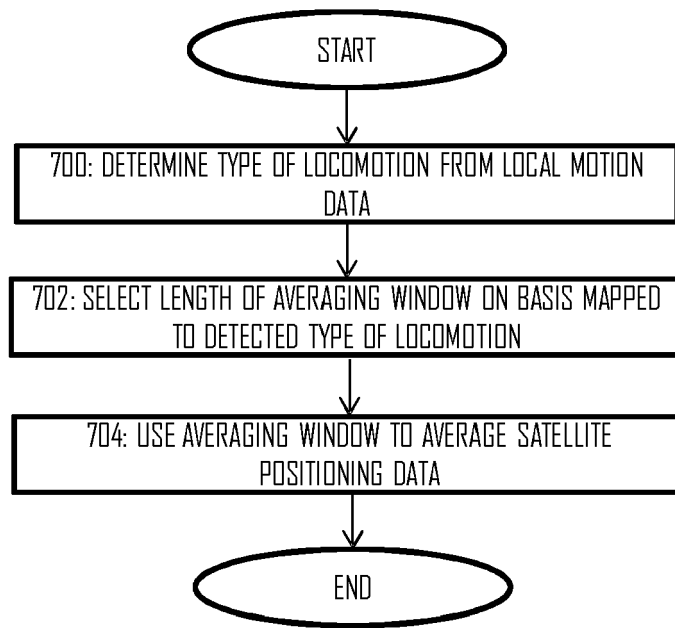 START
700: DETERMINE TYPE OF LOCOMOTION FROM LOCAL MOTION
DATA
702: SELECT LENGTH OF AVERAGING WINDOW ON BASIS MAPPED
TO DETECTED TYPE OF LOCOMOTION
704: USE AVERAGING WINDOW TO AVERAGE SATELLITE
POSITIONING DATA
END